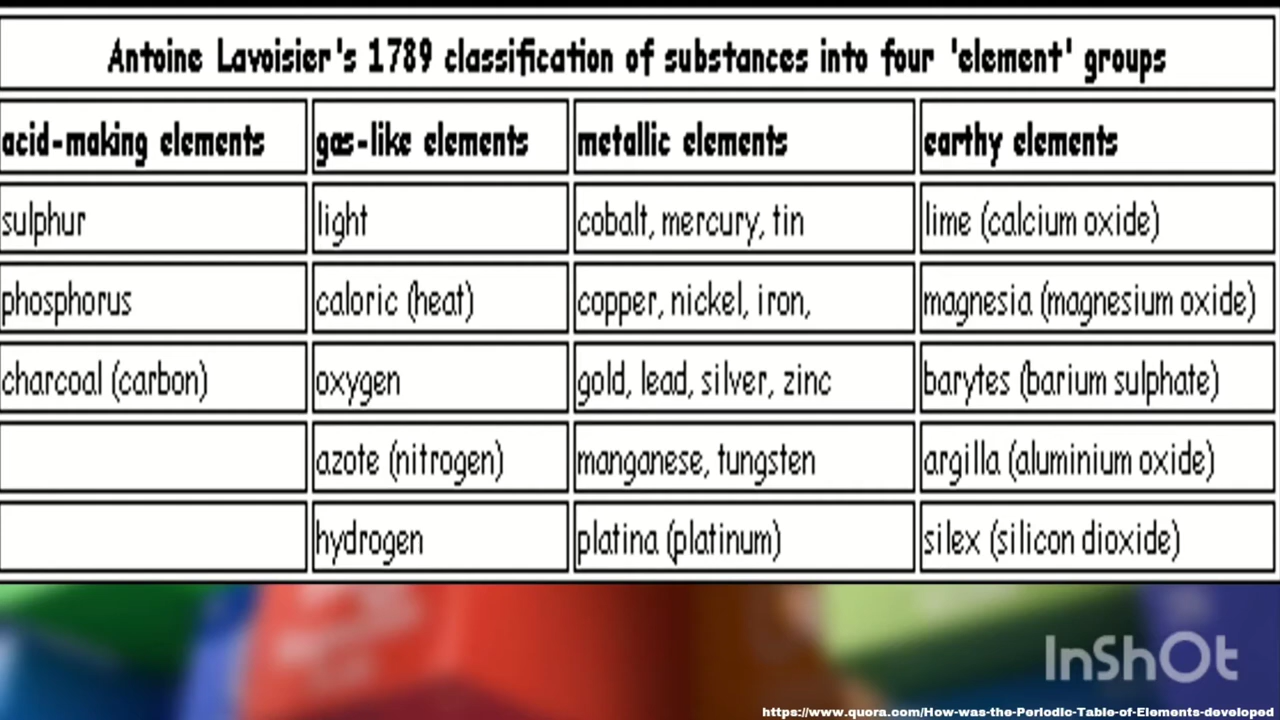 Antoine Lavoisier's 1789 classification of substances into four 'element' groups
acid-making elements gas-like elements metallic elements earthy elements
sulphur light cobalt, mercury, tin lime (calcium oxide)
phosphorus caloric (heat) copper, nickel, iron, magnesia (magnesium oxide)
charcoal (carbon) oxygen gold, lead, silver, zinc barytes (barium sulphate)
azote (nitrogen) manganese, tungsten argilla (aluminium oxide)
hydrogen platina (platinum) silex (silicon dioxide)
InShOt
https://www.quora.com/How-was-the-Periodic-Table-of-Elements-developed